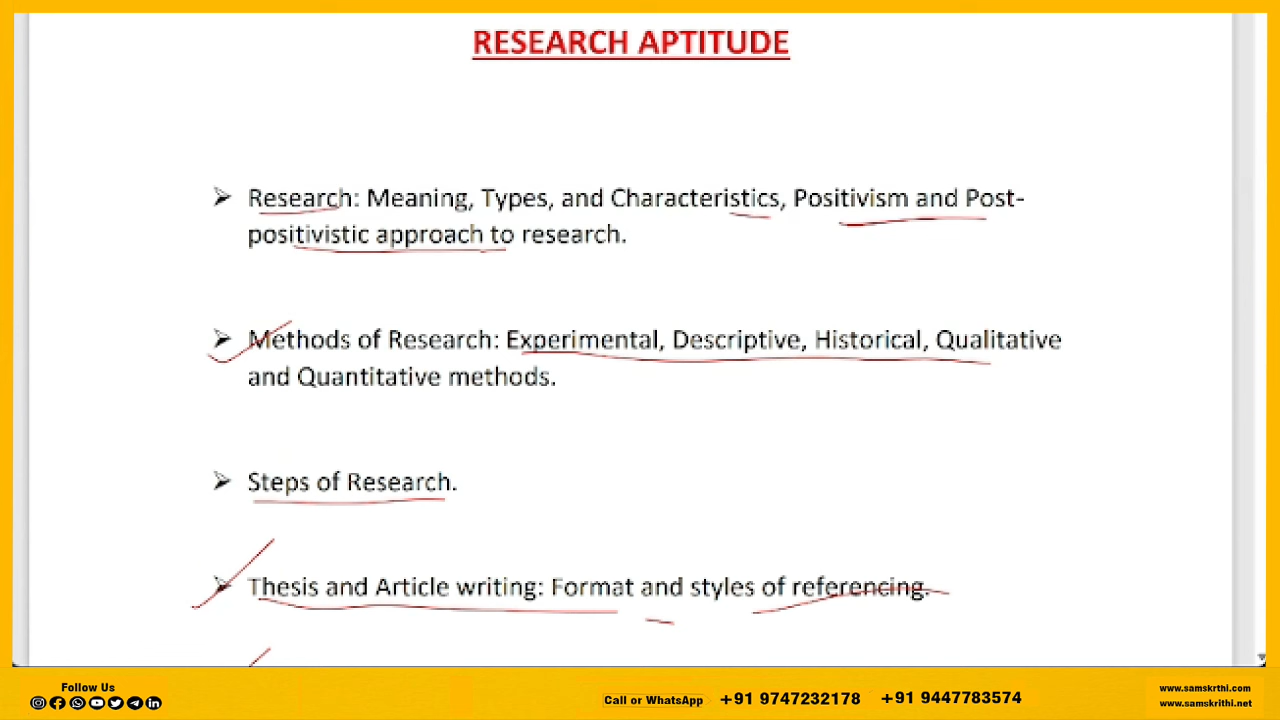 RESEARCH APTITUDE
➢ Research: Meaning, Types, and Characteristics, Positivism and Post-
positivistic approach to research.
➢ Methods of Research: Experimental, Descriptive, Historical, Qualitative
and Quantitative methods.
➢ Steps of Research.
➢ Thesis and Article writing: Format and styles of referencing.
Follow Us
Call or WhatsApp +91 9747232178 +91 9447783574
www.samskrthi.com
www.samskrithi.net